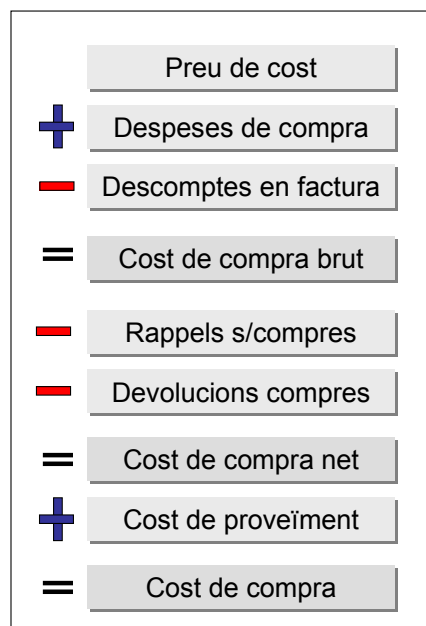 Preu de cost
+ Despeses de compra
− Descomptes en factura
= Cost de compra brut
− Rappels s/compres
− Devolucions compres
= Cost de compra net
+ Cost de proveïment
= Cost de compra